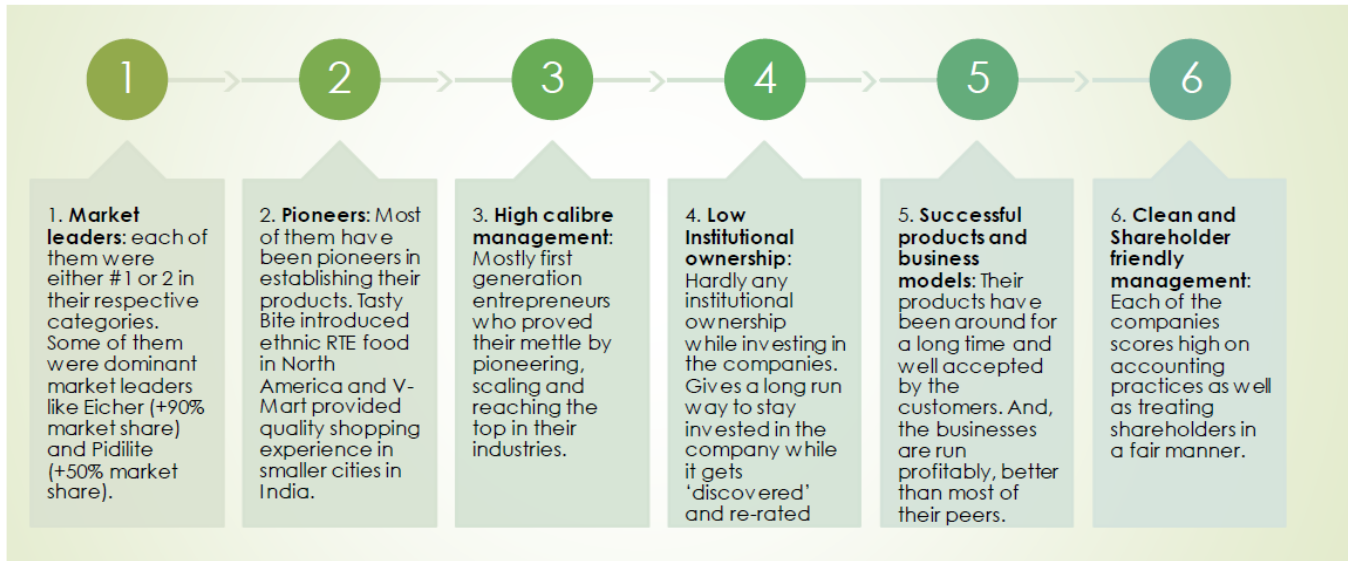 1
2
3
4
5
6
1. Market
leaders: each of
them were
either #1 or 2 in
their respective
categories.
Some of them
were dominant
market leaders
like Eicher (+90%
market share)
and Pidilite
(+50% market
share).
2. Pioneers: Most
of them have
been pioneers in
establishing their
products. Tasty
Bite introduced
ethnic RTE food
in North
America and V-
Mart provided
quality shopping
experience in
smaller cities in
India.
3. High calibre
management:
Mostly first
generation
entrepreneurs
who proved
their mettle by
pioneering,
scaling and
reaching the
top in their
industries.
4. Low
Institutional
ownership:
Hardly any
institutional
ownership
while investing in
the companies.
Gives a long run
way to stay
invested in the
company while
it gets
‘discovered’
and re-rated
5. Successful
products and
business
models: Their
products have
been around for
a long time and
well accepted
by the
customers. And,
the businesses
are run
profitably, better
than most of
their peers.
6. Clean and
Shareholder
friendly
management:
Each of the
companies
scores high on
accounting
practices as well
as treating
shareholders in
a fair manner.